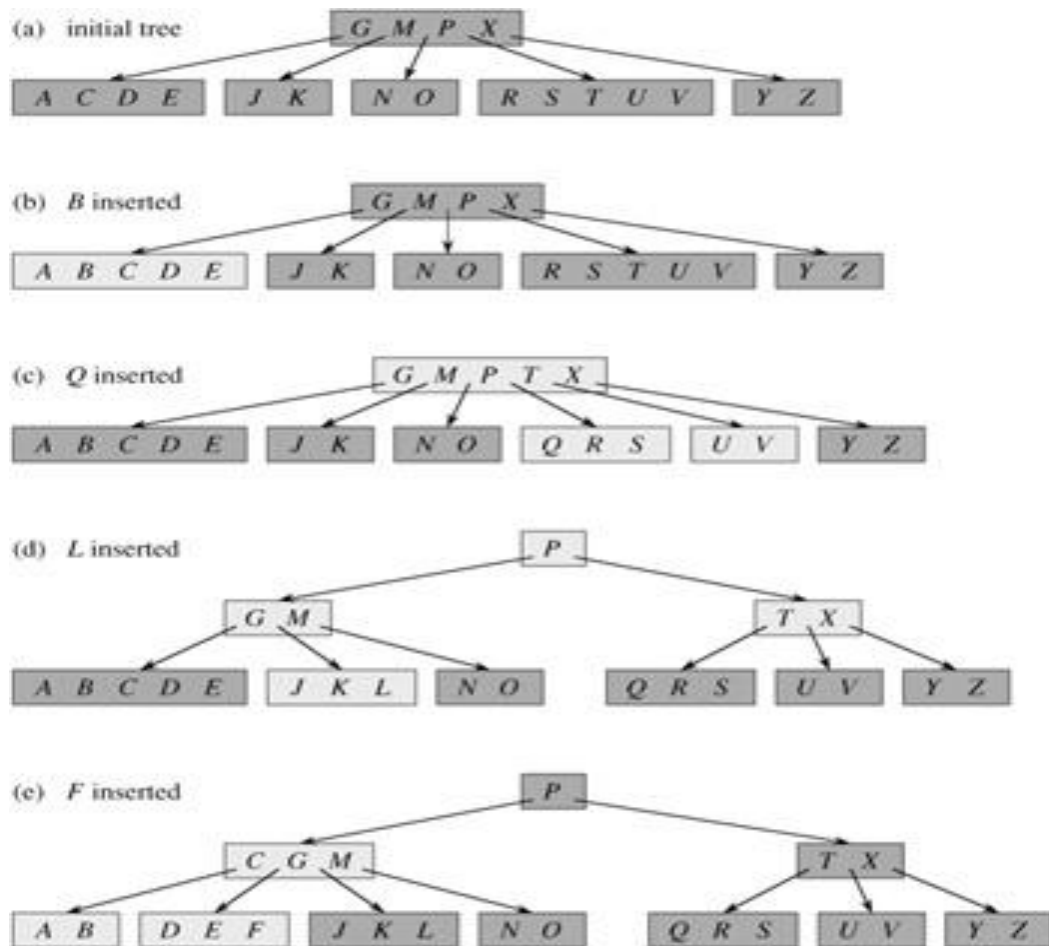 (a) initial tree
G M P X
A C D E J K N O R S T U V Y Z
(b) B inserted
G M P X
A B C D E J K N O R S T U V Y Z
(c) Q inserted
G M P T X
A B C D E J K N O Q R S U V Y Z
(d) L inserted
P
G M T X
A B C D E J K L N O Q R S U V Y Z
(e) F inserted
P
C G M T X
A B D E F J K L N O Q R S U V Y Z